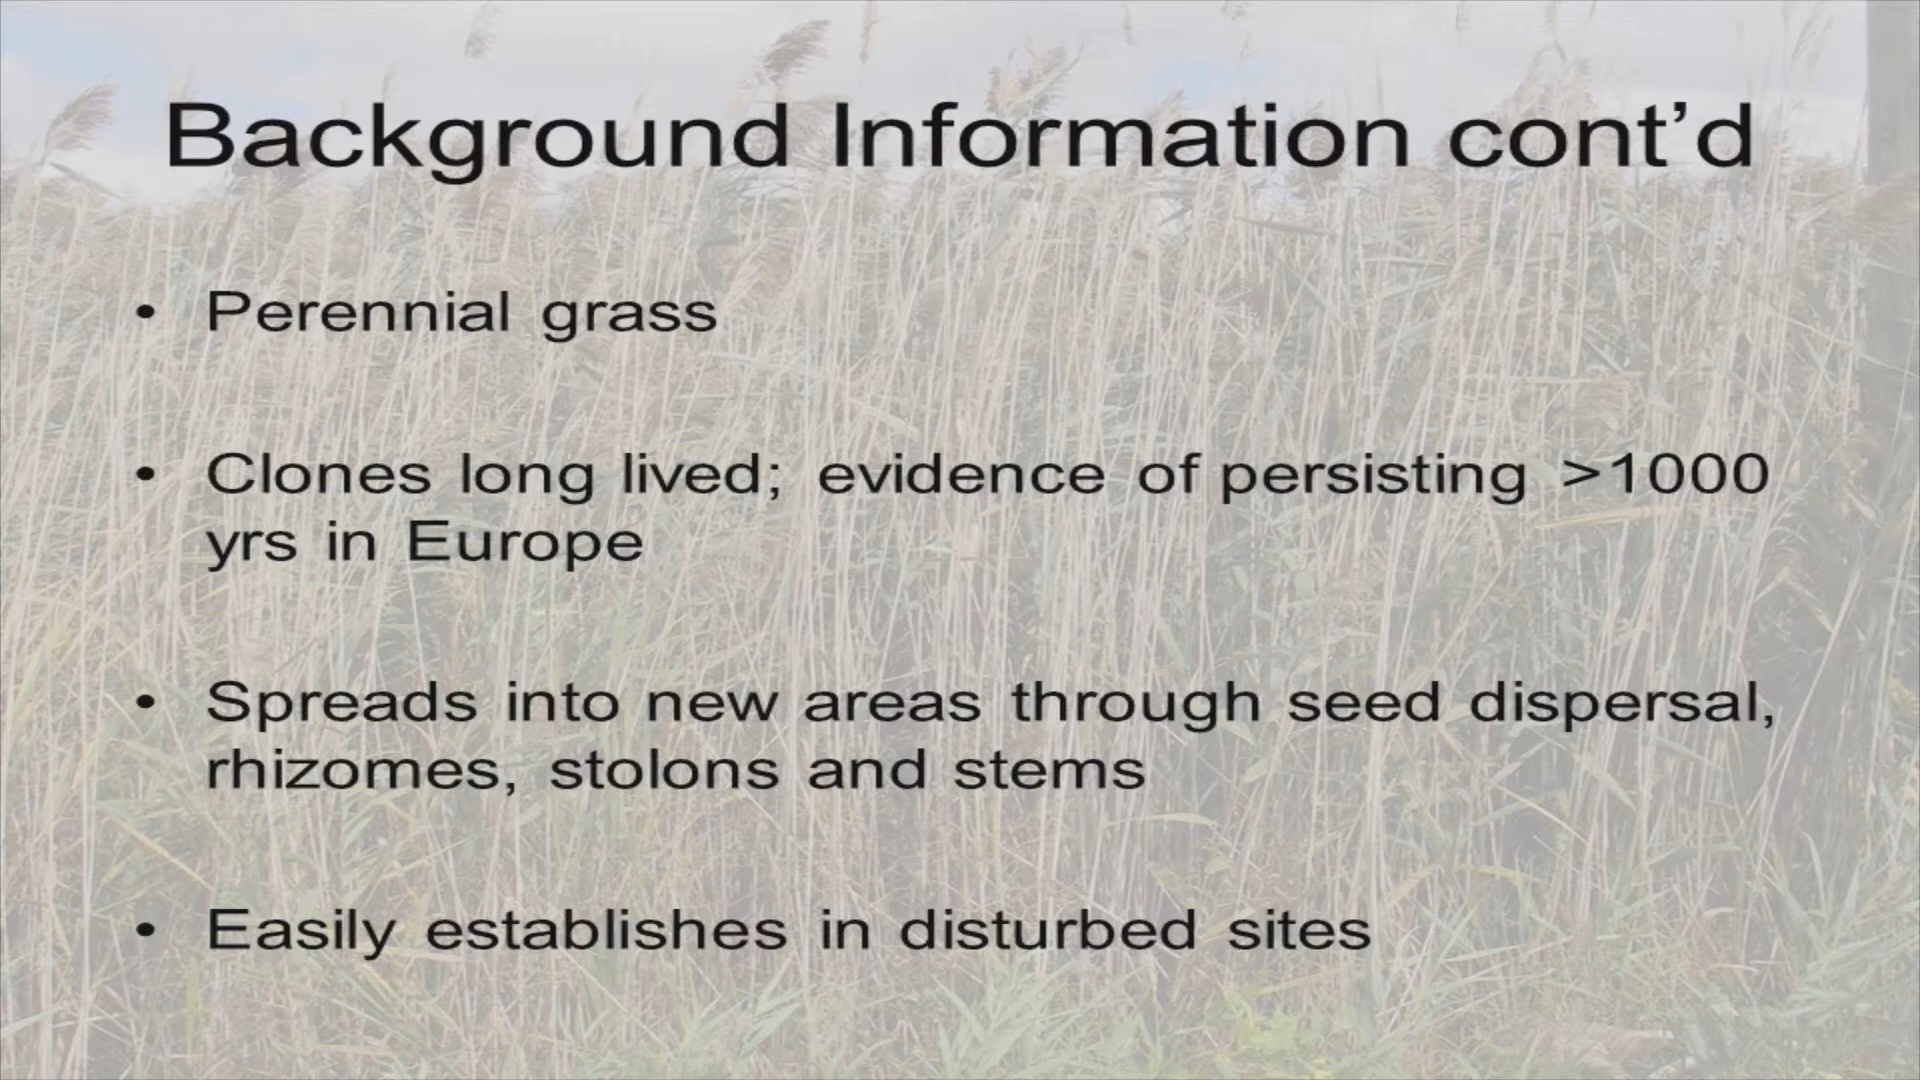 Background Information cont’d
• Perennial grass
• Clones long lived; evidence of persisting >1000
yrs in Europe
• Spreads into new areas through seed dispersal,
rhizomes, stolons and stems
• Easily establishes in disturbed sites